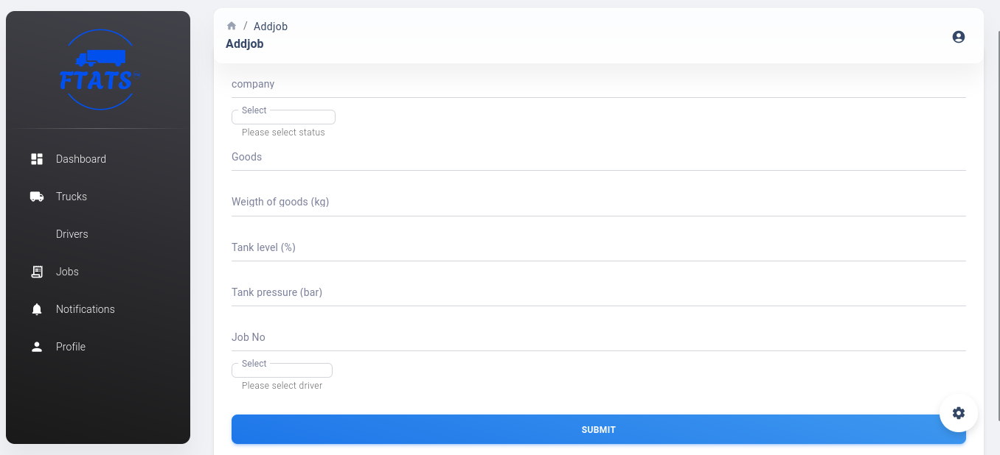 FTATS
Dashboard
Trucks
Drivers
Jobs
Notifications
Profile
/ Addjob
Addjob
company
Select
Please select status
Goods
Weigth of goods (kg)
Tank level (%)
Tank pressure (bar)
Job No
Select
Please select driver
SUBMIT